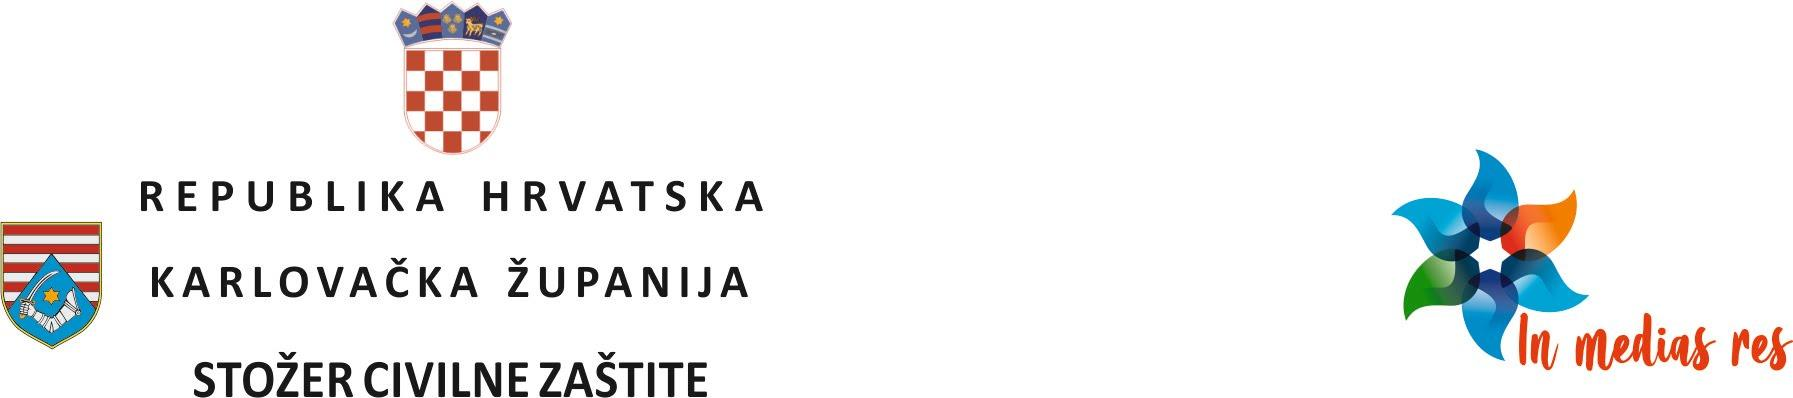 REPUBLIKA HRVATSKA
KARLOVAČKA ŽUPANIJA
STOŽER CIVILNE ZAŠTITE
In medias res